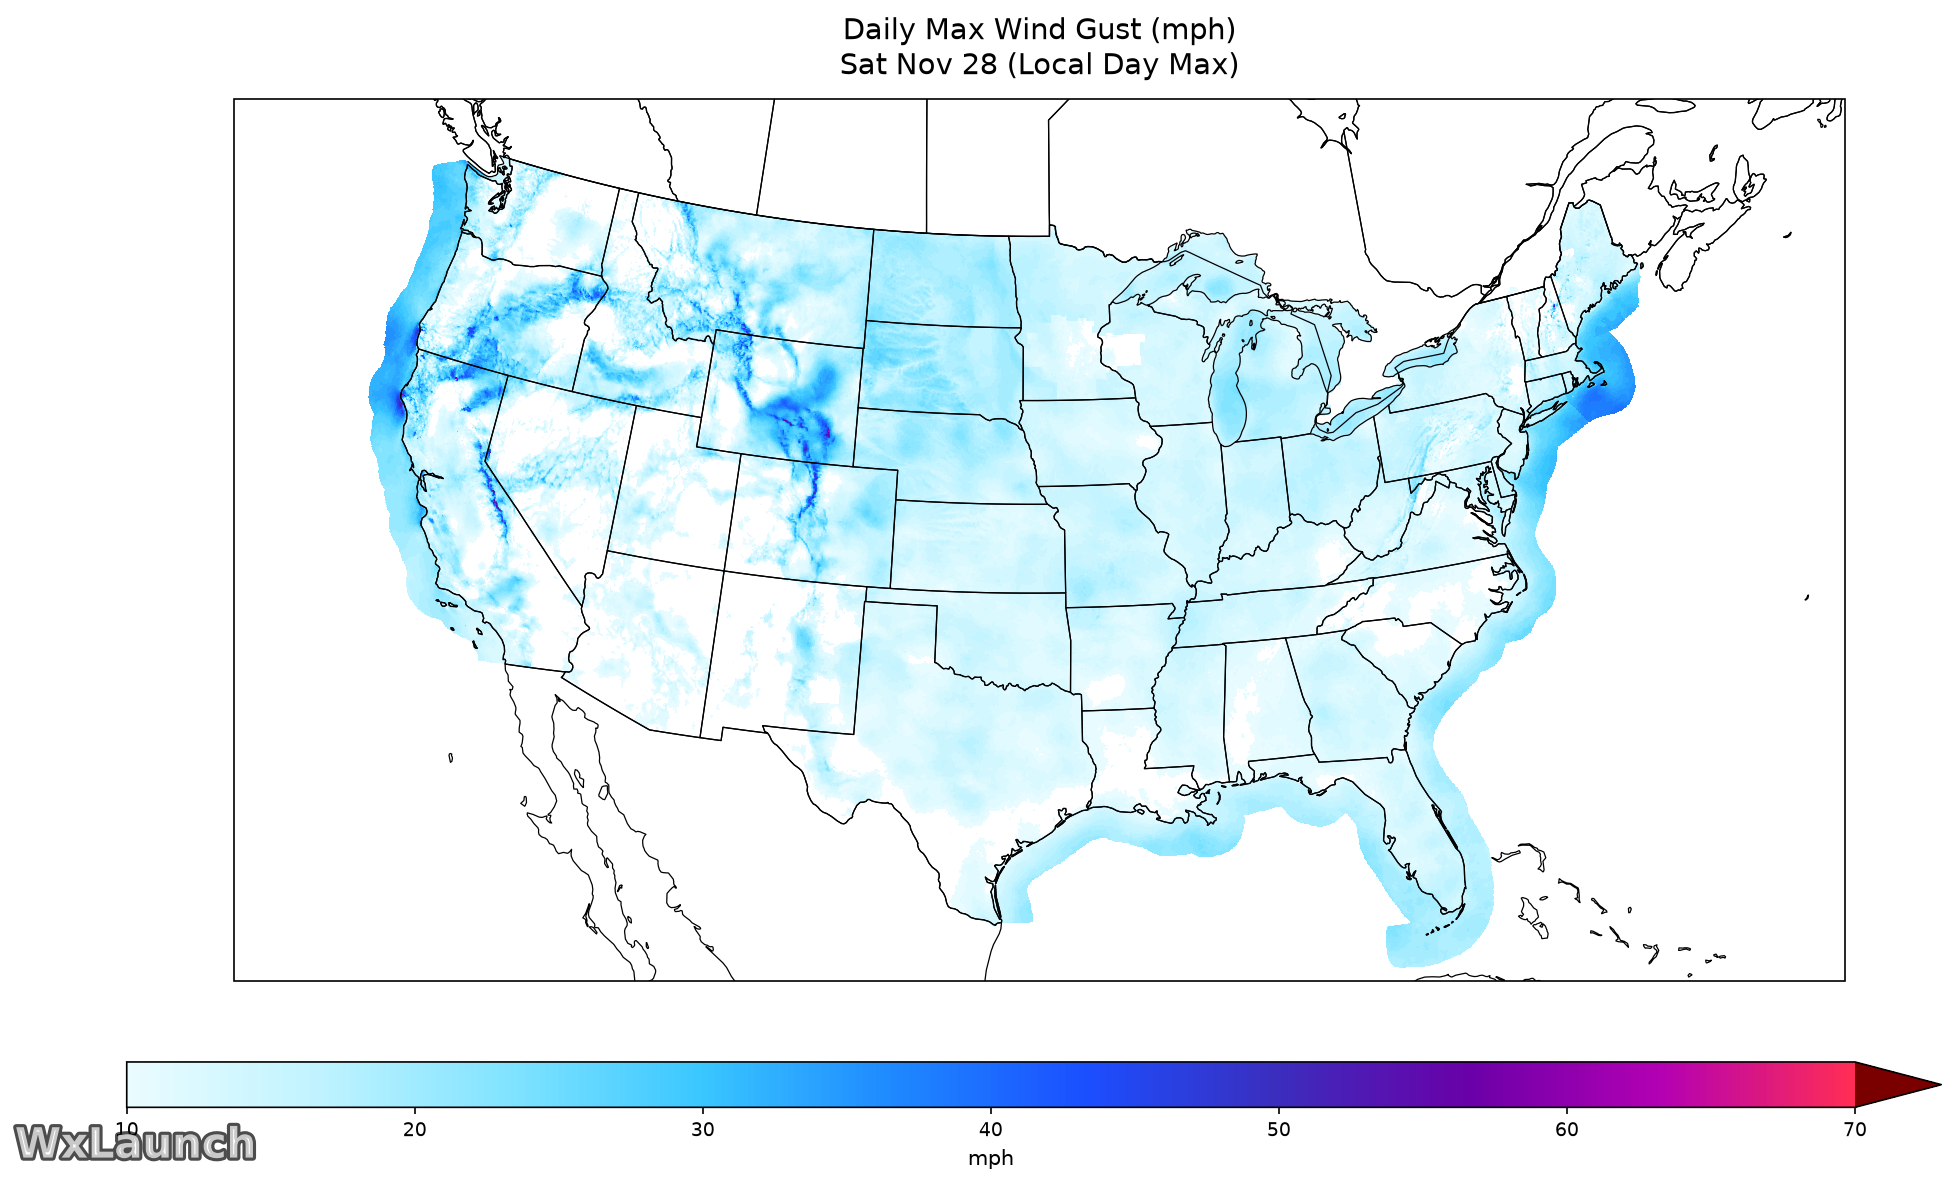 Daily Max Wind Gust (mph)
Sat Nov 28 (Local Day Max)
10 20 30 40 50 60 70
mph
WxLaunch